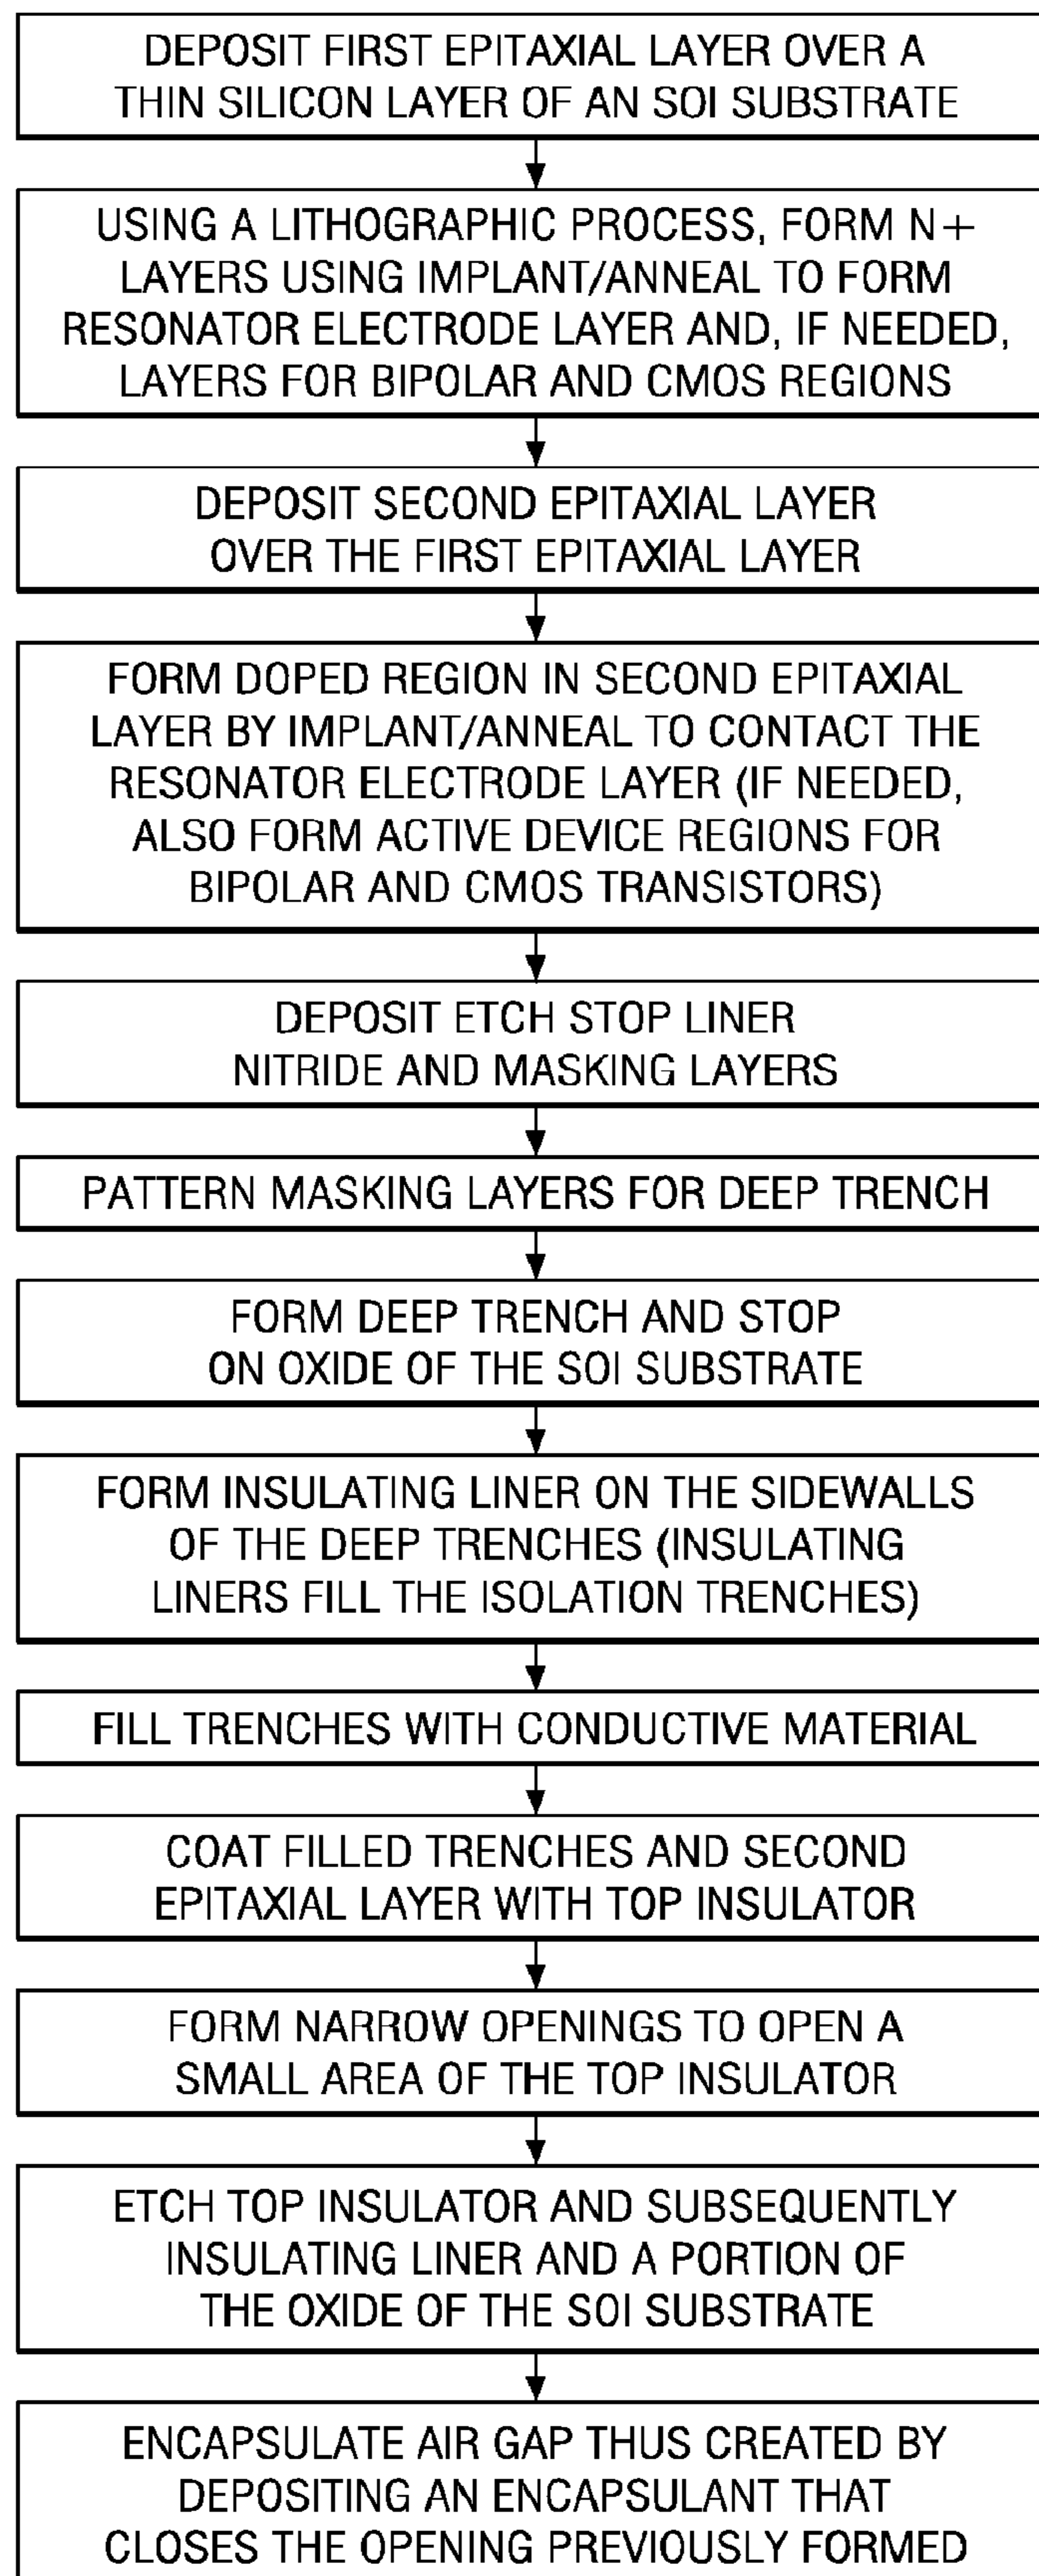 DEPOSIT FIRST EPITAXIAL LAYER OVER A
THIN SILICON LAYER OF AN SOI SUBSTRATE
USING A LITHOGRAPHIC PROCESS, FORM N+
LAYERS USING IMPLANT/ANNEAL TO FORM
RESONATOR ELECTRODE LAYER AND, IF NEEDED,
LAYERS FOR BIPOLAR AND CMOS REGIONS
DEPOSIT SECOND EPITAXIAL LAYER
OVER THE FIRST EPITAXIAL LAYER
FORM DOPED REGION IN SECOND EPITAXIAL
LAYER BY IMPLANT/ANNEAL TO CONTACT THE
RESONATOR ELECTRODE LAYER (IF NEEDED,
ALSO FORM ACTIVE DEVICE REGIONS FOR
BIPOLAR AND CMOS TRANSISTORS)
DEPOSIT ETCH STOP LINER
NITRIDE AND MASKING LAYERS
PATTERN MASKING LAYERS FOR DEEP TRENCH
FORM DEEP TRENCH AND STOP
ON OXIDE OF THE SOI SUBSTRATE
FORM INSULATING LINER ON THE SIDEWALLS
OF THE DEEP TRENCHES (INSULATING
LINERS FILL THE ISOLATION TRENCHES)
FILL TRENCHES WITH CONDUCTIVE MATERIAL
COAT FILLED TRENCHES AND SECOND
EPITAXIAL LAYER WITH TOP INSULATOR
FORM NARROW OPENINGS TO OPEN A
SMALL AREA OF THE TOP INSULATOR
ETCH TOP INSULATOR AND SUBSEQUENTLY
INSULATING LINER AND A PORTION OF
THE OXIDE OF THE SOI SUBSTRATE
ENCAPSULATE AIR GAP THUS CREATED BY
DEPOSITING AN ENCAPSULANT THAT
CLOSES THE OPENING PREVIOUSLY FORMED